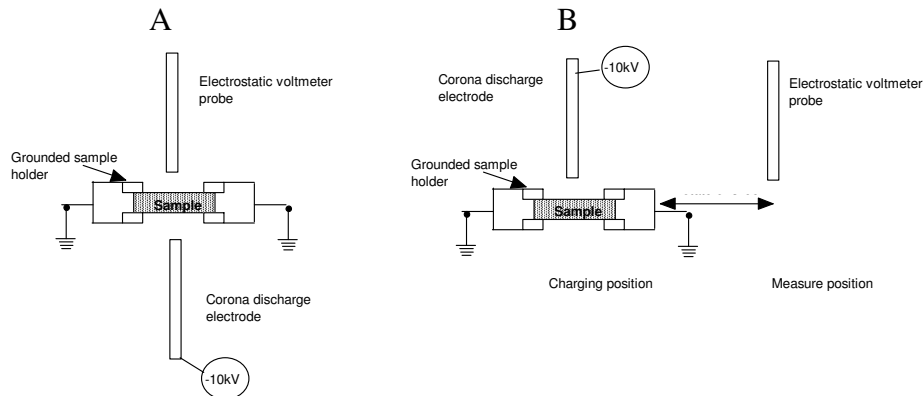 A
Electrostatic voltmeter
probe
Grounded sample
holder
Sample
Corona discharge
electrode
-10kV
B
-10kV
Corona discharge
electrode
Electrostatic voltmeter
probe
Grounded sample
holder
Sample
Charging position
Measure position